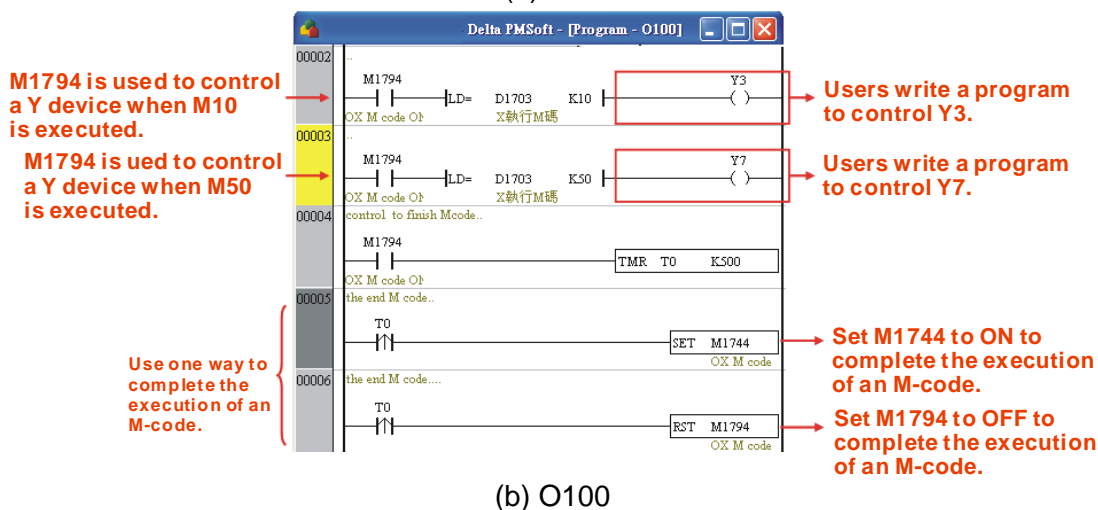 Delta PMSoft - [Program - O100]
00002
..
M1794 is used to control
a Y device when M10
is executed.
M1794
LD= D1703 K10
Y3
OX M code ON
X執行M碼
Users write a program
to control Y3.
00003
..
M1794 is ued to control
a Y device when M50
is executed.
M1794
LD= D1703 K50
Y7
OX M code ON
X執行M碼
Users write a program
to control Y7.
00004
control to finish Mcode..
M1794
TMR T0 K500
OX M code ON
00005
the end M code..
T0
SET M1744
OX M code
Set M1744 to ON to
complete the execution
of an M-code.
Use one way to
complete the
execution of an
M-code.
00006
the end M code....
T0
RST M1794
OX M code
Set M1794 to OFF to
complete the execution
of an M-code.
(b) O100